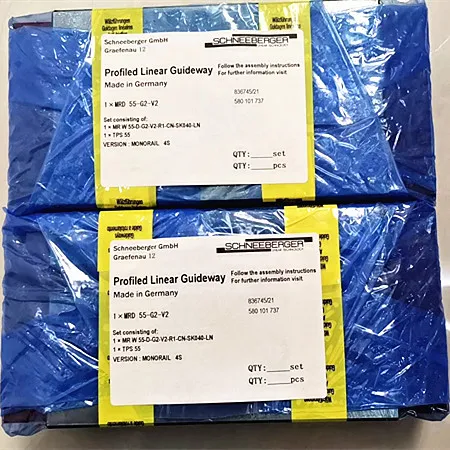 Schneeberger GmbH
Graefenau 12
SCHNEEBERGER
Profiled Linear Guideway
Made in Germany
Follow the assembly instructions
For further information visit
836745/21
580 101 737
1 × MRD 55-G2-V2
Set consisting of:
1 × MR W 55-D-G2-V2-R1-CN-SK840-LN
1 × TPS 55
VERSION : MONORAIL 4S
QTY:_____set
QTY:_____pcs
Schneeberger GmbH
Graefenau 12
SCHNEEBERGER
Profiled Linear Guideway
Made in Germany
Follow the assembly instructions
For further information visit
836745/21
580 101 737
1 × MRD 55-G2-V2
Set consisting of:
1 × MR W 55-D-G2-V2-R1-CN-SK840-LN
1 × TPS 55
VERSION : MONORAIL 4S
QTY:_____set
QTY:_____pcs